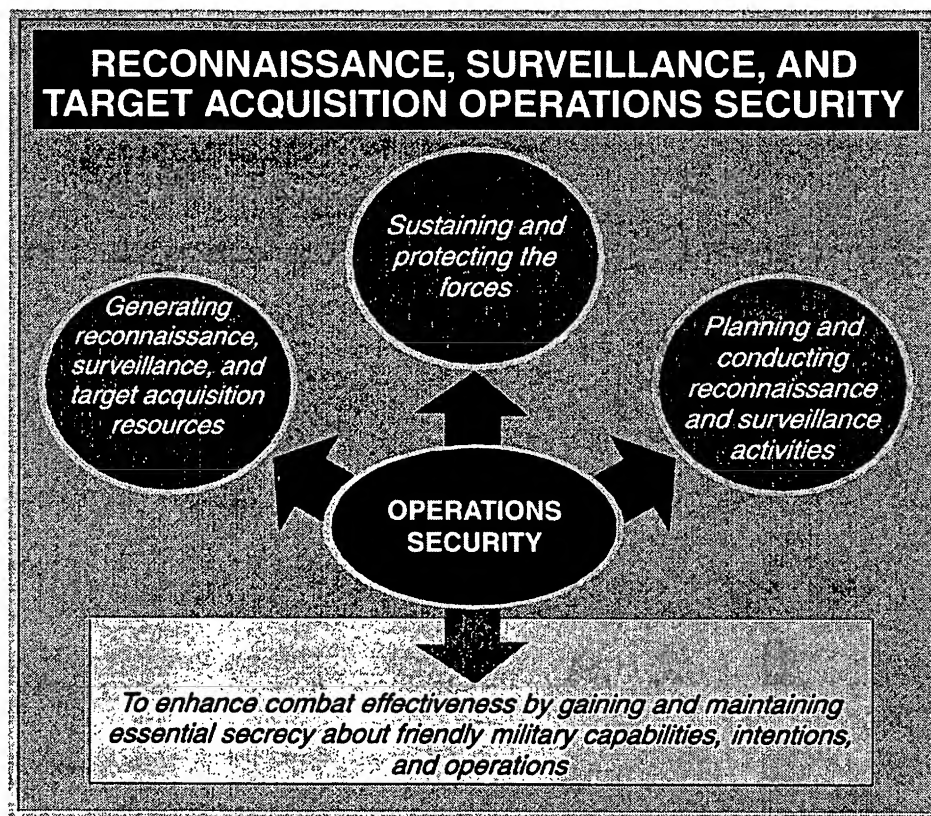 RECONNAISSANCE, SURVEILLANCE, AND
TARGET ACQUISITION OPERATIONS SECURITY
Sustaining and
protecting the
forces
Generating
reconnaissance,
surveillance, and
target acquisition
resources
Planning and
conducting
reconnaissance
and surveillance
activities
OPERATIONS
SECURITY
To enhance combat effectiveness by gaining and maintaining
essential secrecy about friendly military capabilities, intentions,
and operations